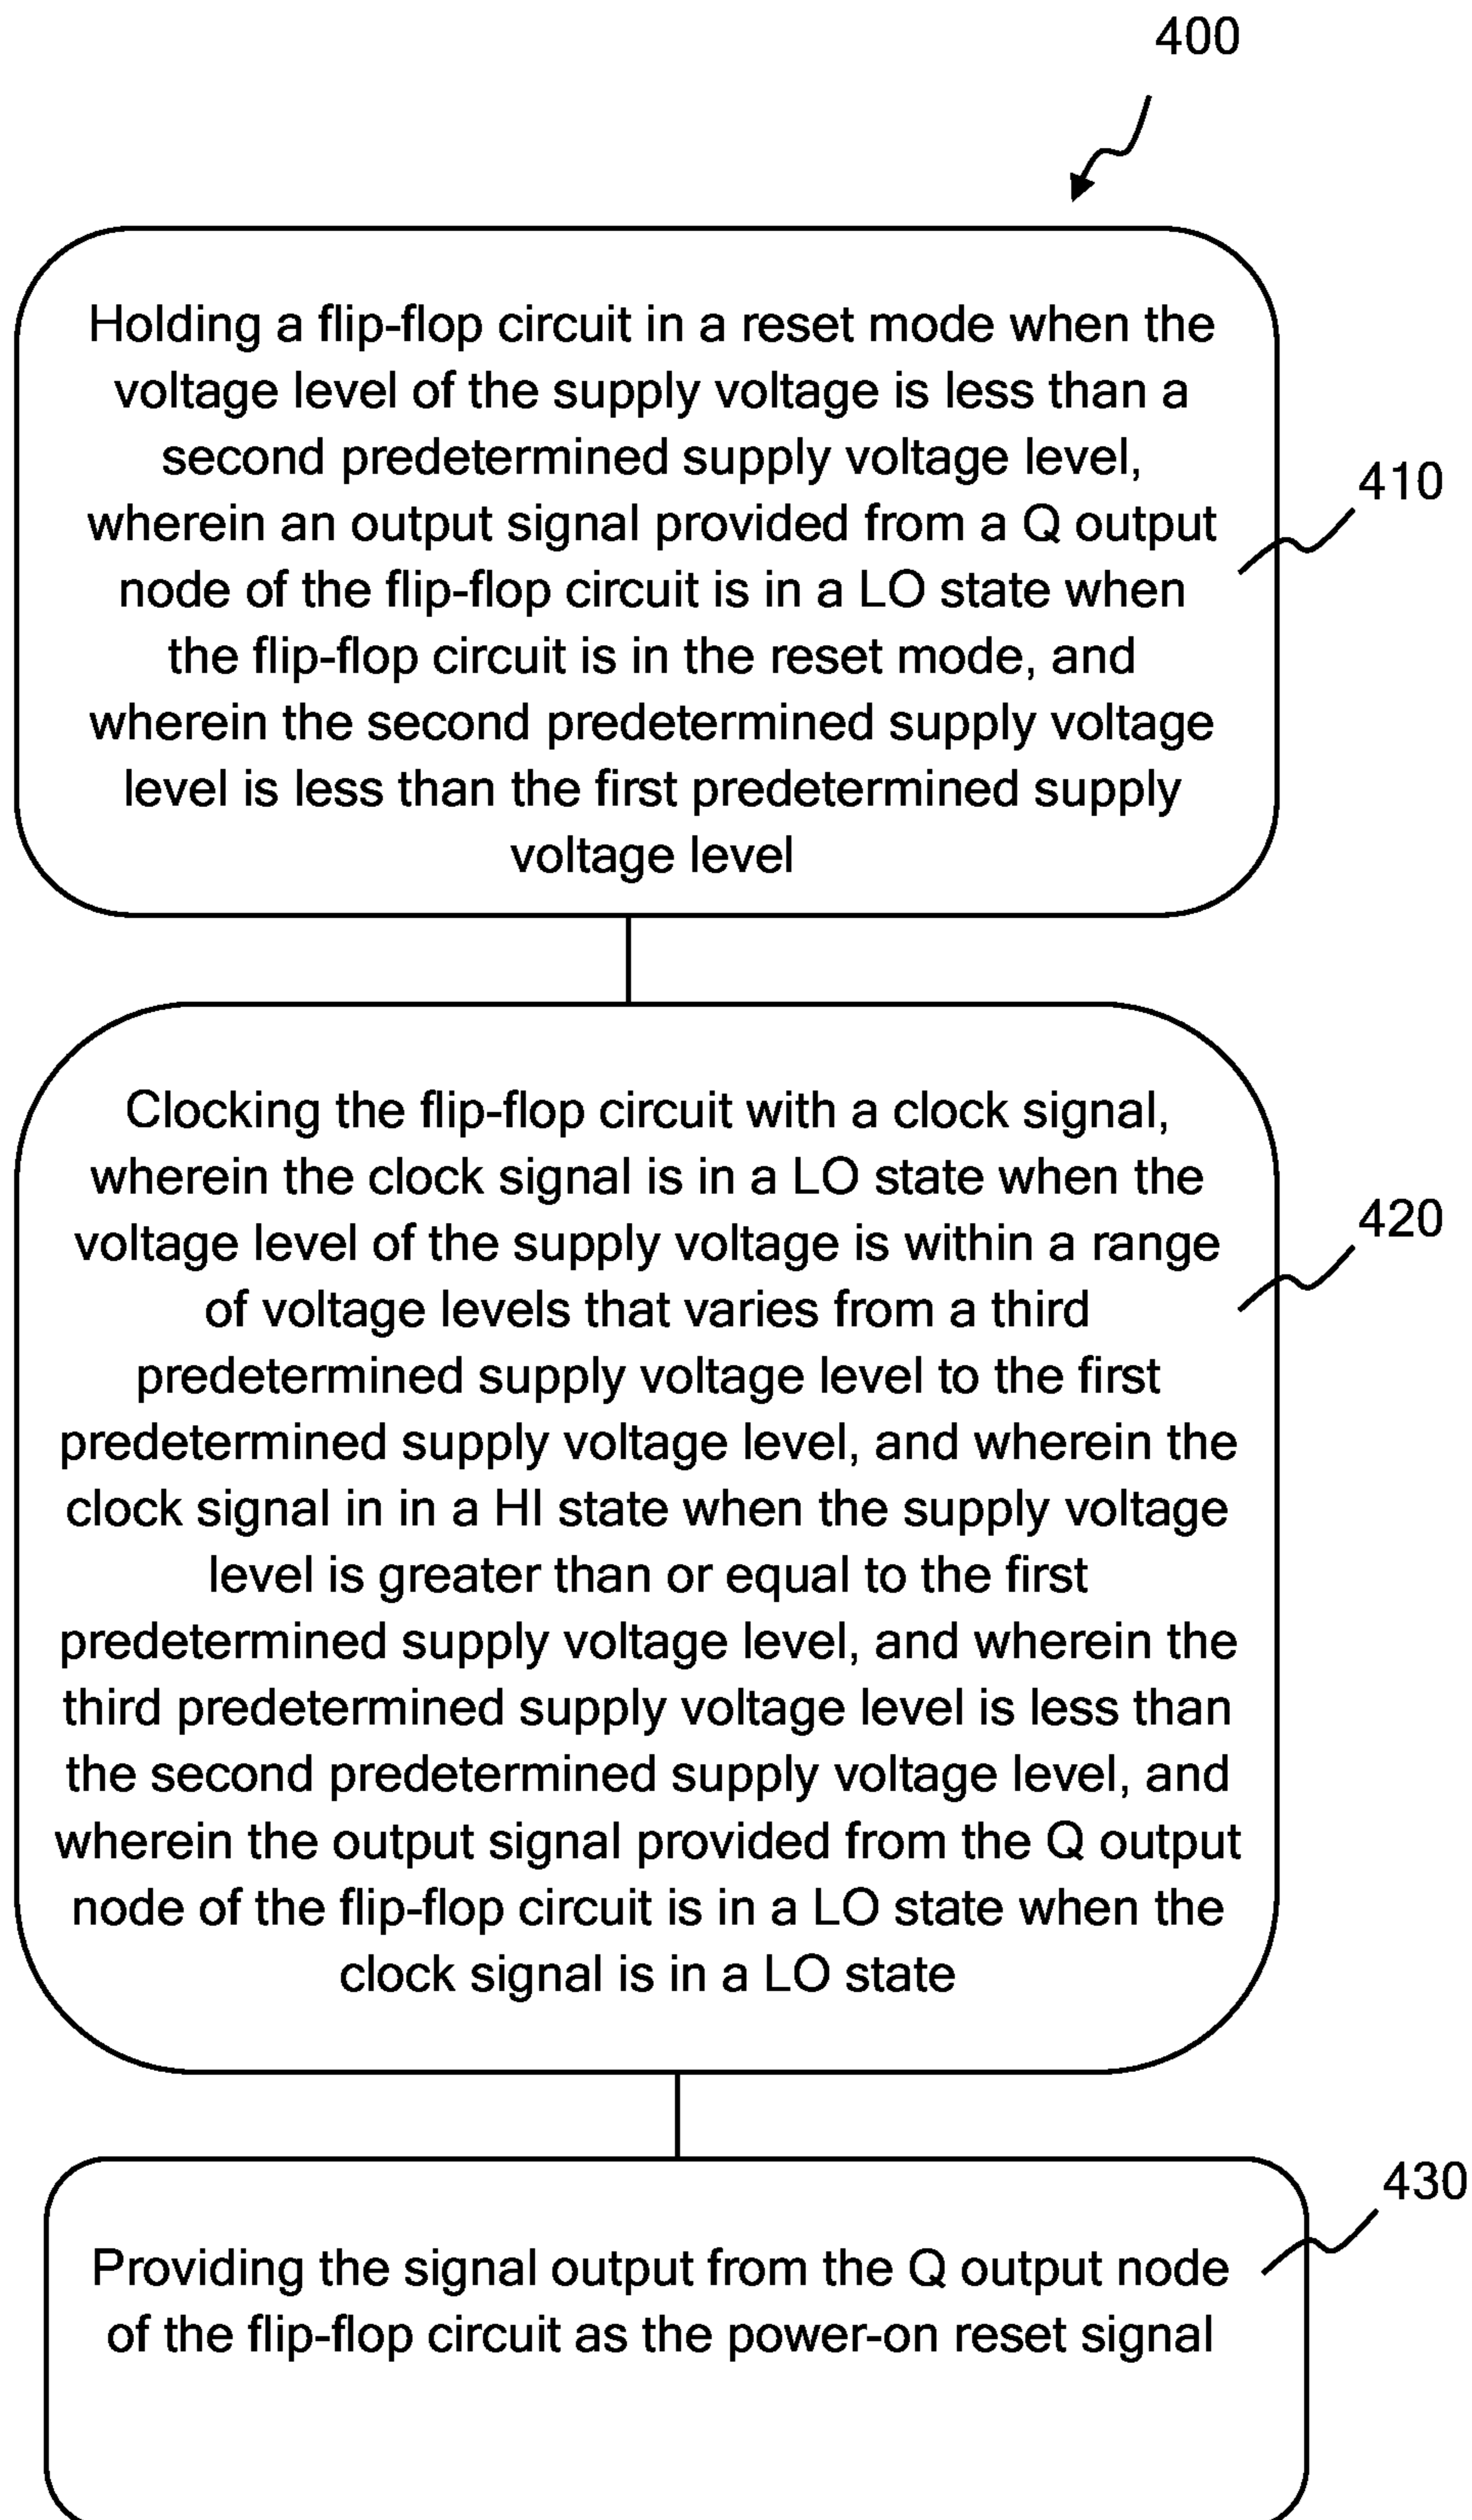 400
Holding a flip-flop circuit in a reset mode when the
voltage level of the supply voltage is less than a
second predetermined supply voltage level,
wherein an output signal provided from a Q output
node of the flip-flop circuit is in a LO state when
the flip-flop circuit is in the reset mode, and
wherein the second predetermined supply voltage
level is less than the first predetermined supply
voltage level
410
Clocking the flip-flop circuit with a clock signal,
wherein the clock signal is in a LO state when the
voltage level of the supply voltage is within a range
of voltage levels that varies from a third
predetermined supply voltage level to the first
predetermined supply voltage level, and wherein the
clock signal in in a HI state when the supply voltage
level is greater than or equal to the first
predetermined supply voltage level, and wherein the
third predetermined supply voltage level is less than
the second predetermined supply voltage level, and
wherein the output signal provided from the Q output
node of the flip-flop circuit is in a LO state when the
clock signal is in a LO state
420
Providing the signal output from the Q output node
of the flip-flop circuit as the power-on reset signal
430